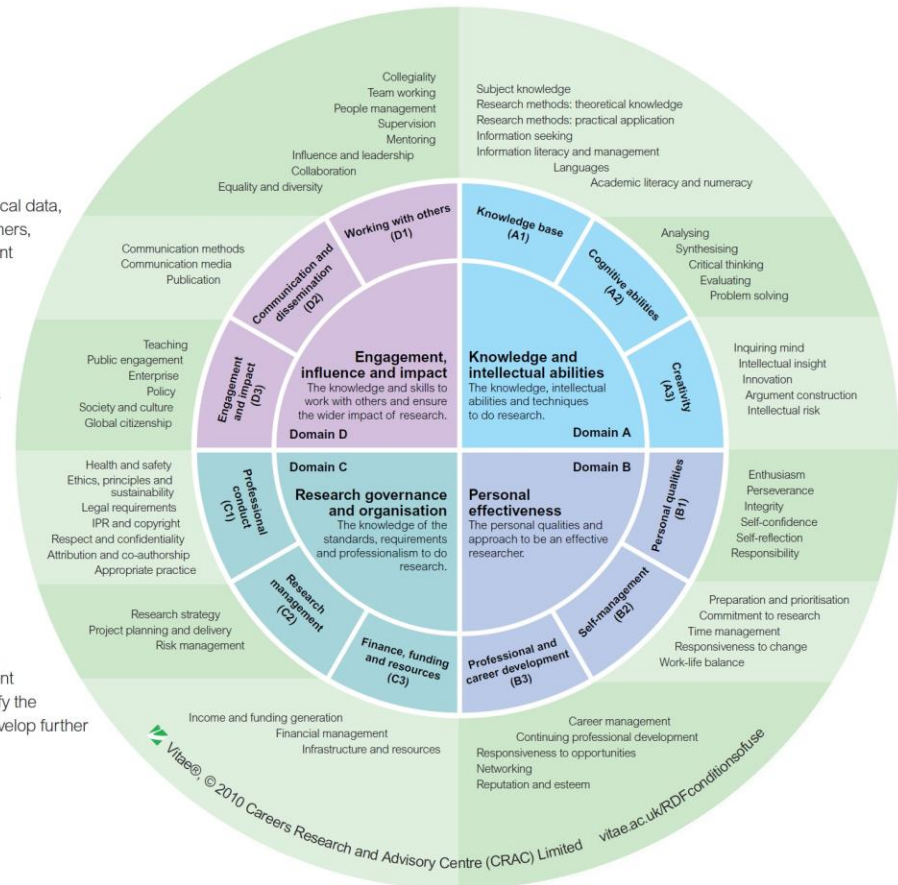 cal data,
ners,
nt
nt
fy the
velop further
Collegiality
Team working
People management
Supervision
Mentoring
Influence and leadership
Collaboration
Equality and diversity
Subject knowledge
Research methods: theoretical knowledge
Research methods: practical application
Information seeking
Information literacy and management
Languages
Academic literacy and numeracy
Communication methods
Communication media
Publication
Analysing
Synthesising
Critical thinking
Evaluating
Problem solving
Teaching
Public engagement
Enterprise
Policy
Society and culture
Global citizenship
Inquiring mind
Intellectual insight
Innovation
Argument construction
Intellectual risk
Health and safety
Ethics, principles and
sustainability
Legal requirements
IPR and copyright
Respect and confidentiality
Attribution and co-authorship
Appropriate practice
Enthusiasm
Perseverance
Integrity
Self-confidence
Self-reflection
Responsibility
Research strategy
Project planning and delivery
Risk management
Preparation and prioritisation
Commitment to research
Time management
Responsiveness to change
Work-life balance
Income and funding generation
Financial management
Infrastructure and resources
Career management
Continuing professional development
Responsiveness to opportunities
Networking
Reputation and esteem
Working with others
(D1)
Communication and
dissemination
(D2)
Engagement
and impact
(D3)
Knowledge base
(A1)
Cognitive abilities
(A2)
Creativity
(A3)
Professional
conduct
(C1)
Research
management
(C2)
Finance, funding
and resources
(C3)
Personal qualities
(B1)
Self-management
(B2)
Professional and
career development
(B3)
Engagement,
influence and impact
The knowledge and skills to
work with others and ensure
the wider impact of research.
Domain D
Knowledge and
intellectual abilities
The knowledge, intellectual
abilities and techniques
to do research.
Domain A
Domain C
Research governance
and organisation
The knowledge of the
standards, requirements
and professionalism to do
research.
Domain B
Personal
effectiveness
The personal qualities and
approach to be an effective
researcher.
Vitae®, © 2010 Careers Research and Advisory Centre (CRAC) Limited vitae.ac.uk/RDFconditionsofuse